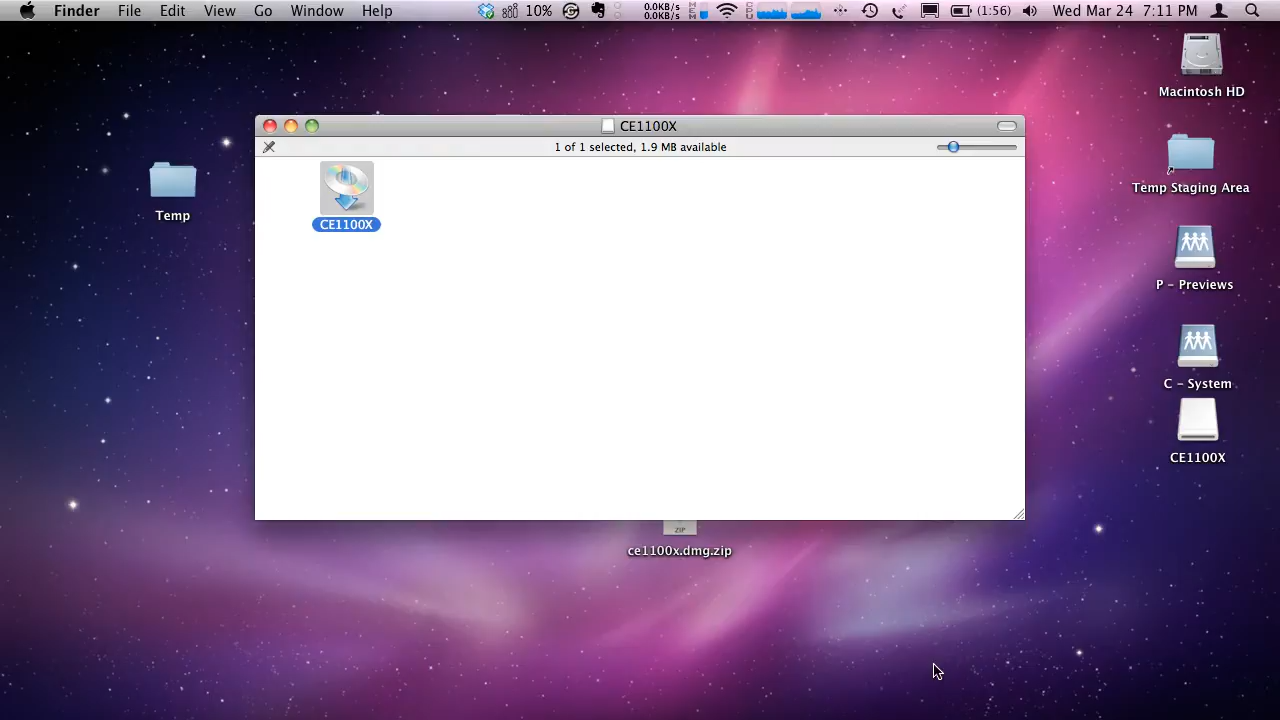 Finder File Edit View Go Window Help 10% 0.0KB/s 0.0KB/s MEM CPU (1:56) Wed Mar 24 7:11 PM
Macintosh HD
CE1100X
1 of 1 selected, 1.9 MB available
Temp Staging Area
Temp
CE1100X
P – Previews
C – System
CE1100X
ZIP
ce1100x.dmg.zip